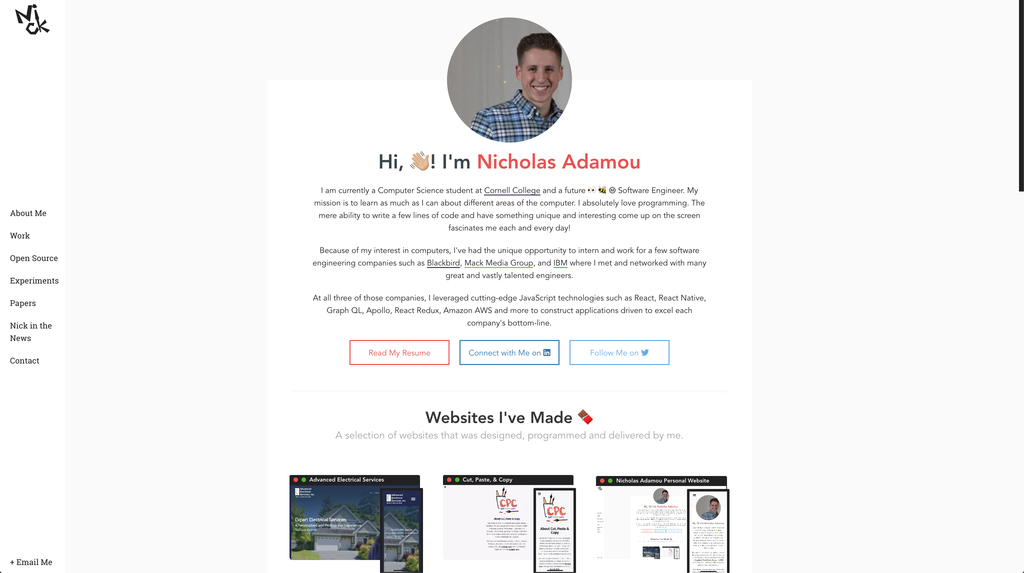 Nick
About Me
Work
Open Source
Experiments
Papers
Nick in the
News
Contact
+ Email Me
Hi, 👋🏼! I'm Nicholas Adamou
I am currently a Computer Science student at Cornell College and a future 👀 🐝 😢 Software Engineer. My
mission is to learn as much as I can about different areas of the computer. I absolutely love programming. The
mere ability to write a few lines of code and have something unique and interesting come up on the screen
fascinates me each and every day!
Because of my interest in computers, I've had the unique opportunity to intern and work for a few software
engineering companies such as Blackbird, Mack Media Group, and IBM where I met and networked with many
great and vastly talented engineers.
At all three of those companies, I leveraged cutting-edge JavaScript technologies such as React, React Native,
Graph QL, Apollo, React Redux, Amazon AWS and more to construct applications driven to excel each
company's bottom-line.
Read My Resume
Connect with Me on
Follow Me on
Websites I've Made 🍫
A selection of websites that was designed, programmed and delivered by me.
Advanced Electrical Services
Expert Electrical Services
Cut, Paste, & Copy
CPC
CPC
About Cut, Paste &
Copy
Nicholas Adamou Personal Website